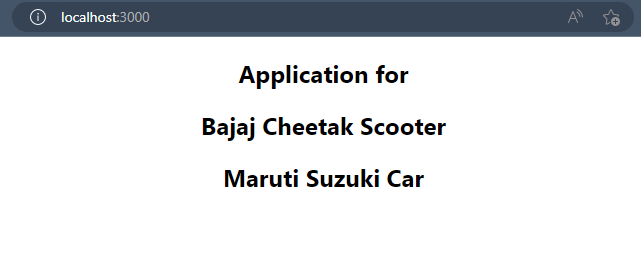 localhost:3000
Application for
Bajaj Cheetak Scooter
Maruti Suzuki Car